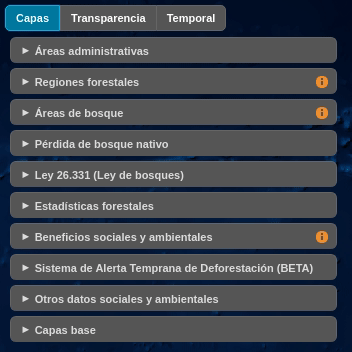 Capas Transparencia Temporal
► Áreas administrativas
► Regiones forestales
► Áreas de bosque
► Pérdida de bosque nativo
► Ley 26.331 (Ley de bosques)
► Estadísticas forestales
► Beneficios sociales y ambientales
► Sistema de Alerta Temprana de Deforestación (BETA)
► Otros datos sociales y ambientales
► Capas base